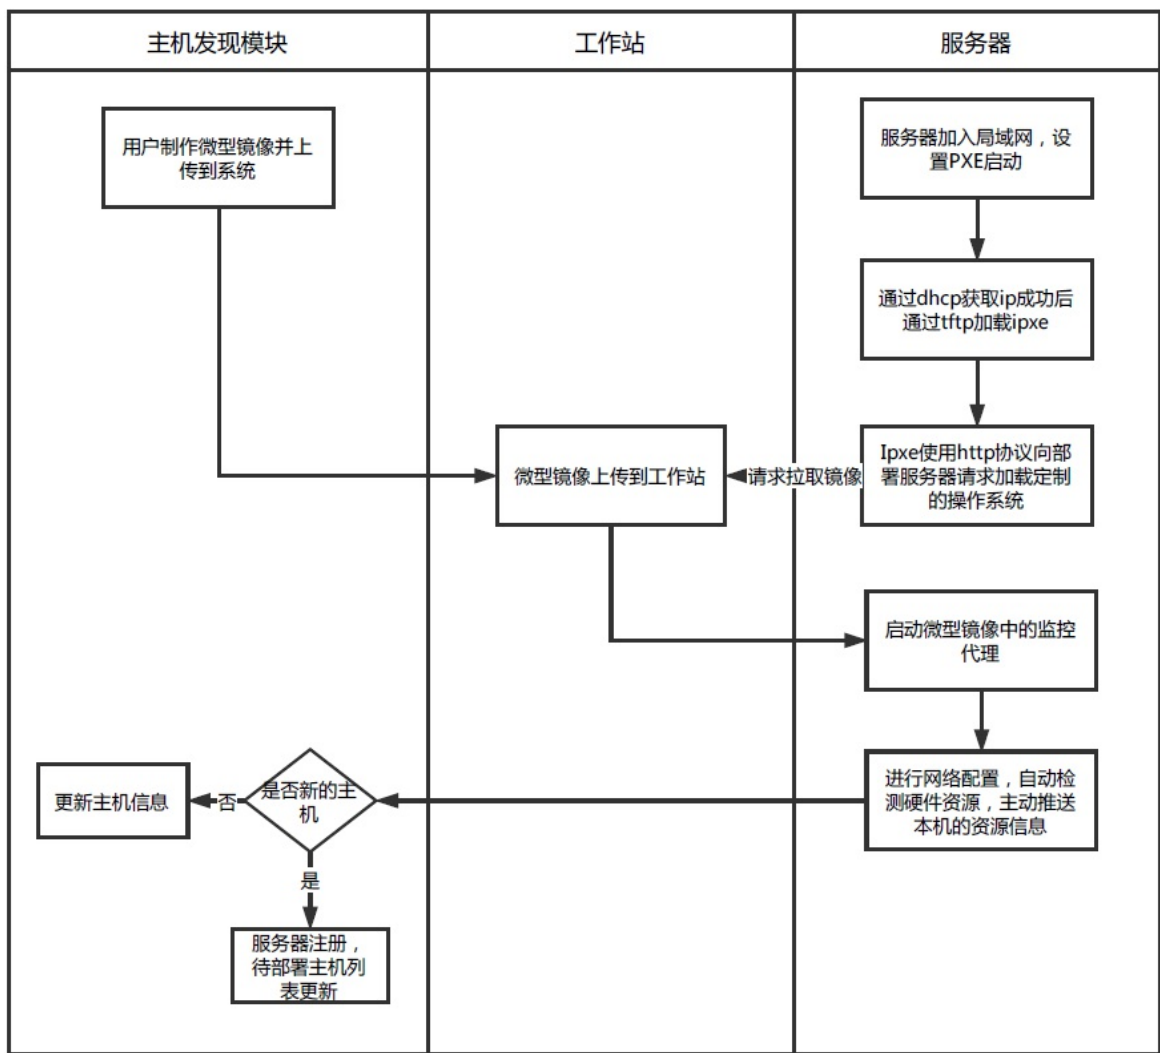 主机发现模块
工作站
服务器
用户制作微型镜像并上
传到系统
服务器加入局域网，设
置PXE启动
通过dhcp获取ip成功后
通过tftp加载ipxe
微型镜像上传到工作站
请求拉取镜像
Ipxe使用http协议向部
署服务器请求加载定制
的操作系统
启动微型镜像中的监控
代理
进行网络配置，自动检
测硬件资源，主动推送
本机的资源信息
是否新的主
机
否
更新主机信息
是
服务器注册，
待部署主机列
表更新